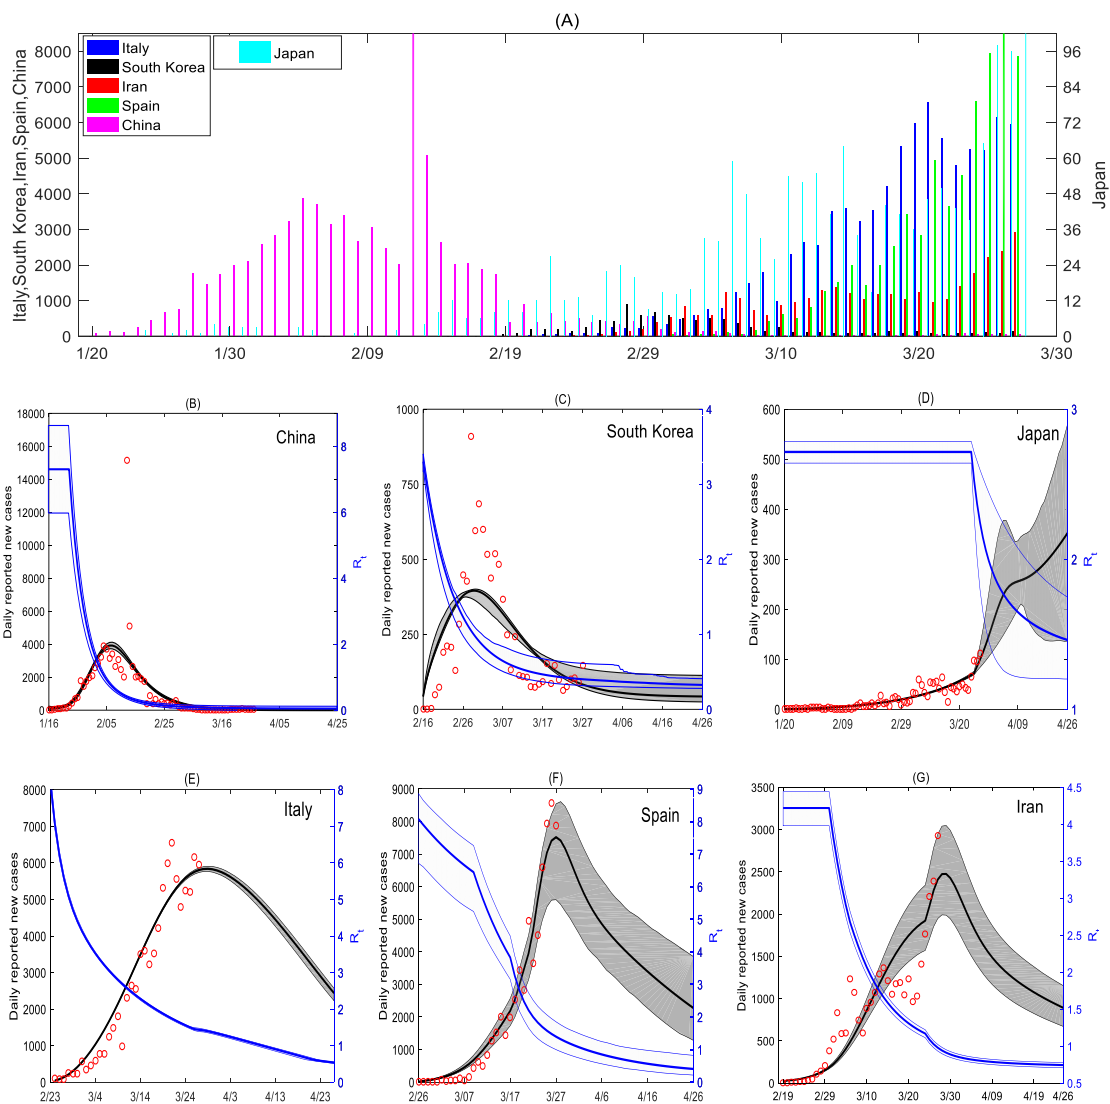 (A)
Italy,South Korea,Iran,Spain,China
8000
7000
6000
5000
4000
3000
2000
1000
0
Italy
South Korea
Iran
Spain
China
Japan
96
84
72
60
48
36
24
12
0
Japan
1/20 1/30 2/09 2/19 2/29 3/10 3/20 3/30
(B)
China
Daily reported new cases
18000
16000
14000
12000
10000
8000
6000
4000
2000
0
8
6
4
2
0
Rt
1/16 2/05 2/25 3/16 4/05 4/25
(C)
South Korea
Daily reported new cases
1000
750
500
250
0
4
3
2
1
0
Rt
2/16 2/26 3/07 3/17 3/27 4/06 4/16 4/26
(D)
Japan
Daily reported new cases
600
500
400
300
200
100
0
3
2
1
Rt
1/20 2/09 2/29 3/20 4/09 4/26
(E)
Italy
Daily reported new cases
8000
7000
6000
5000
4000
3000
2000
1000
0
8
7
6
5
4
3
2
1
0
Rt
2/23 3/4 3/14 3/24 4/3 4/13 4/23
(F)
Spain
Daily reported new cases
9000
8000
7000
6000
5000
4000
3000
2000
1000
0
9
8
7
6
5
4
3
2
1
0
Rt
2/26 3/07 3/17 3/27 4/6 4/16 4/26
(G)
Iran
Daily reported new cases
3500
3000
2500
2000
1500
1000
500
0
4.5
4
3.5
3
2.5
2
1.5
1
0.5
R,
2/19 2/29 3/10 3/20 3/30 4/09 4/19 4/26